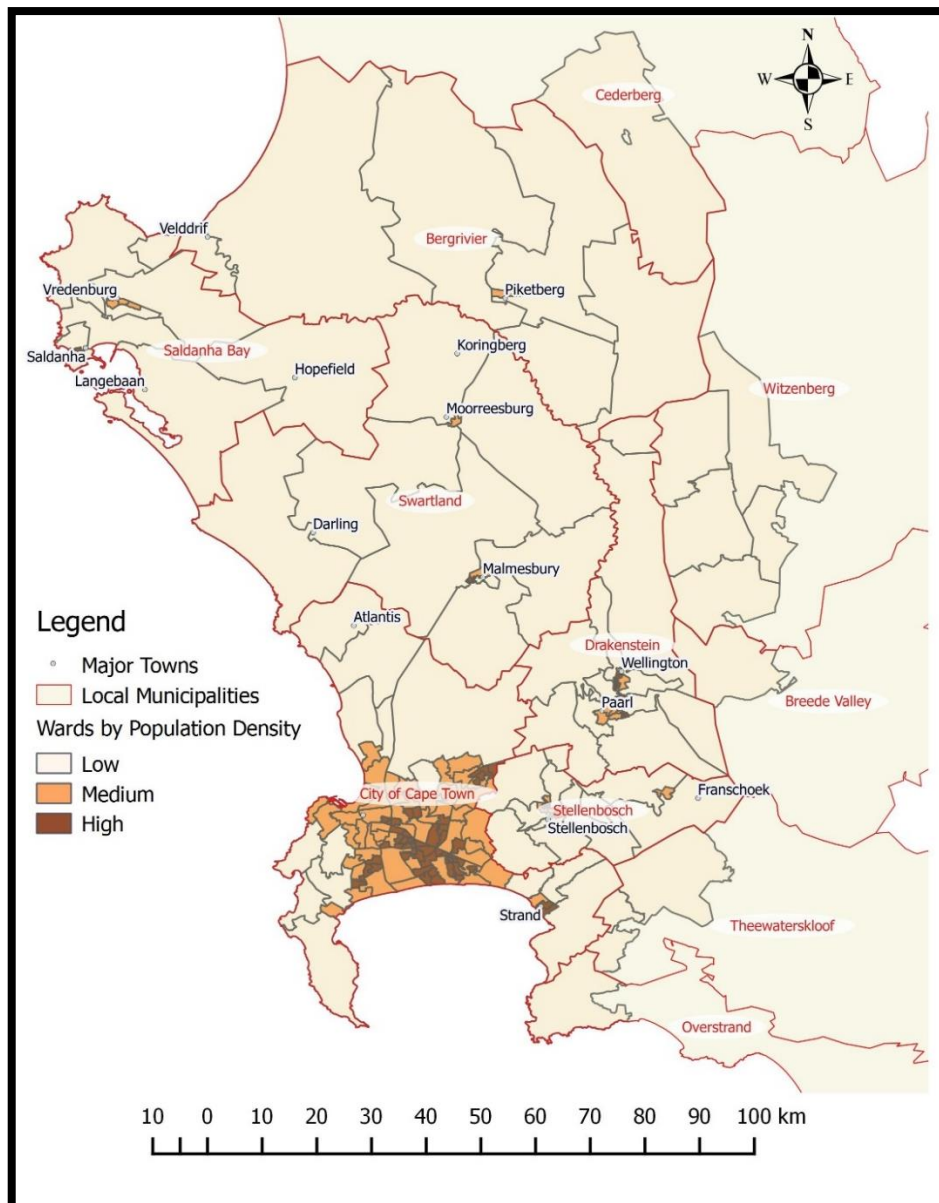 N
W E
S
Cederberg
Velddrif
Bergrivier
Vredenburg
Piketberg
Saldanha
Saldanha Bay
Koringberg
Langebaan
Hopefield
Witzenberg
Moorreesburg
Swartland
Darling
Malmesbury
Atlantis
Drakenstein
Wellington
Paarl
Breede Valley
Legend
Major Towns
Local Municipalities
Wards by Population Density
Low
Medium
High
City of Cape Town
Franschoek
Stellenbosch
Stellenbosch
Strand
Theewaterskloof
Overstrand
10 0 10 20 30 40 50 60 70 80 90 100 km